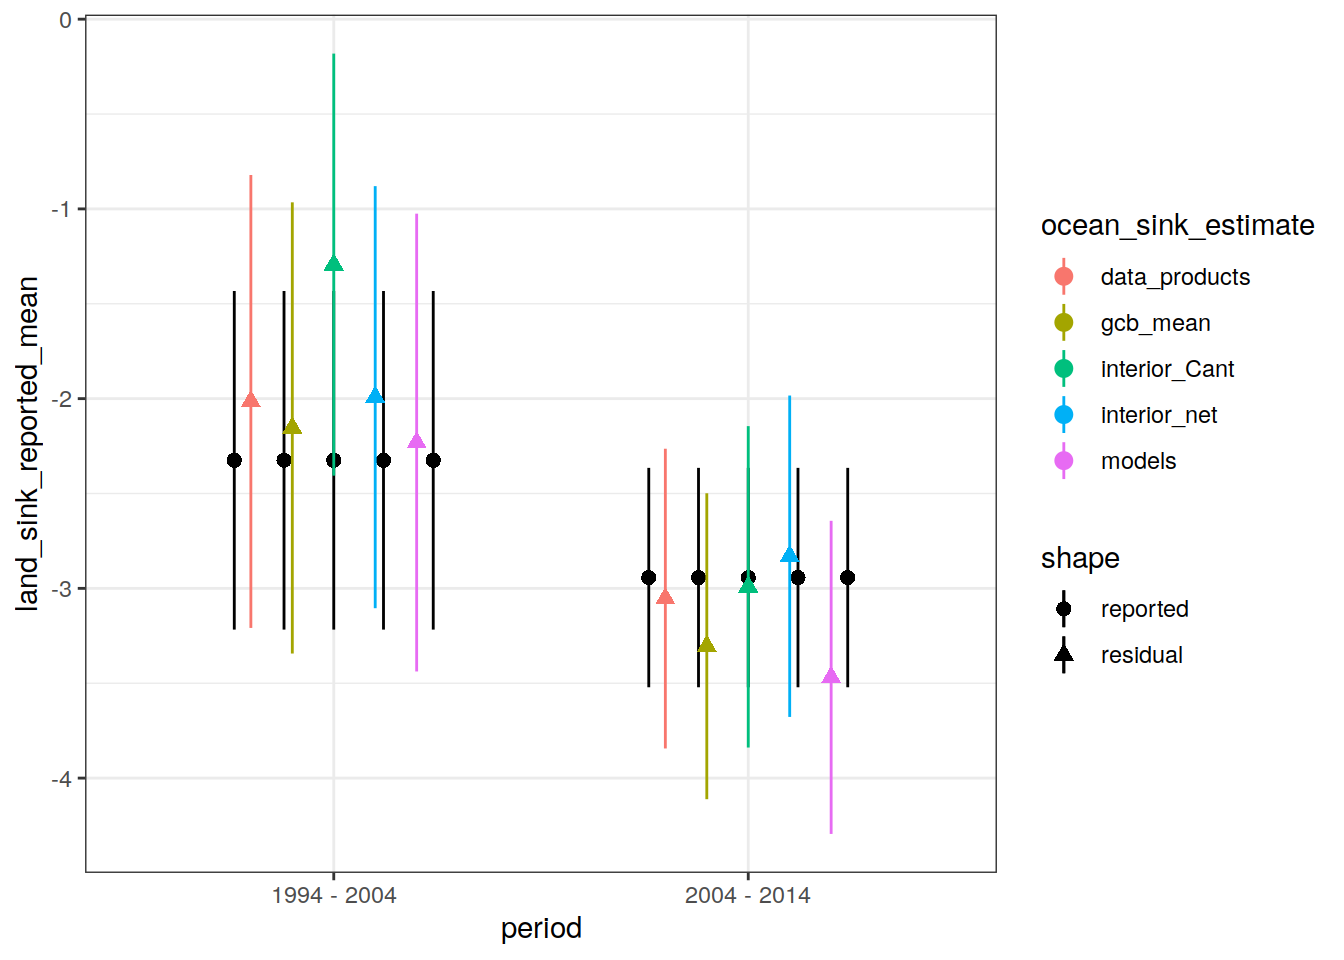 0
-1
-2
-3
-4
land_sink_reported_mean
1994 - 2004
2004 - 2014
period
ocean_sink_estimate
data_products
gcb_mean
interior_Cant
interior_net
models
shape
reported
residual